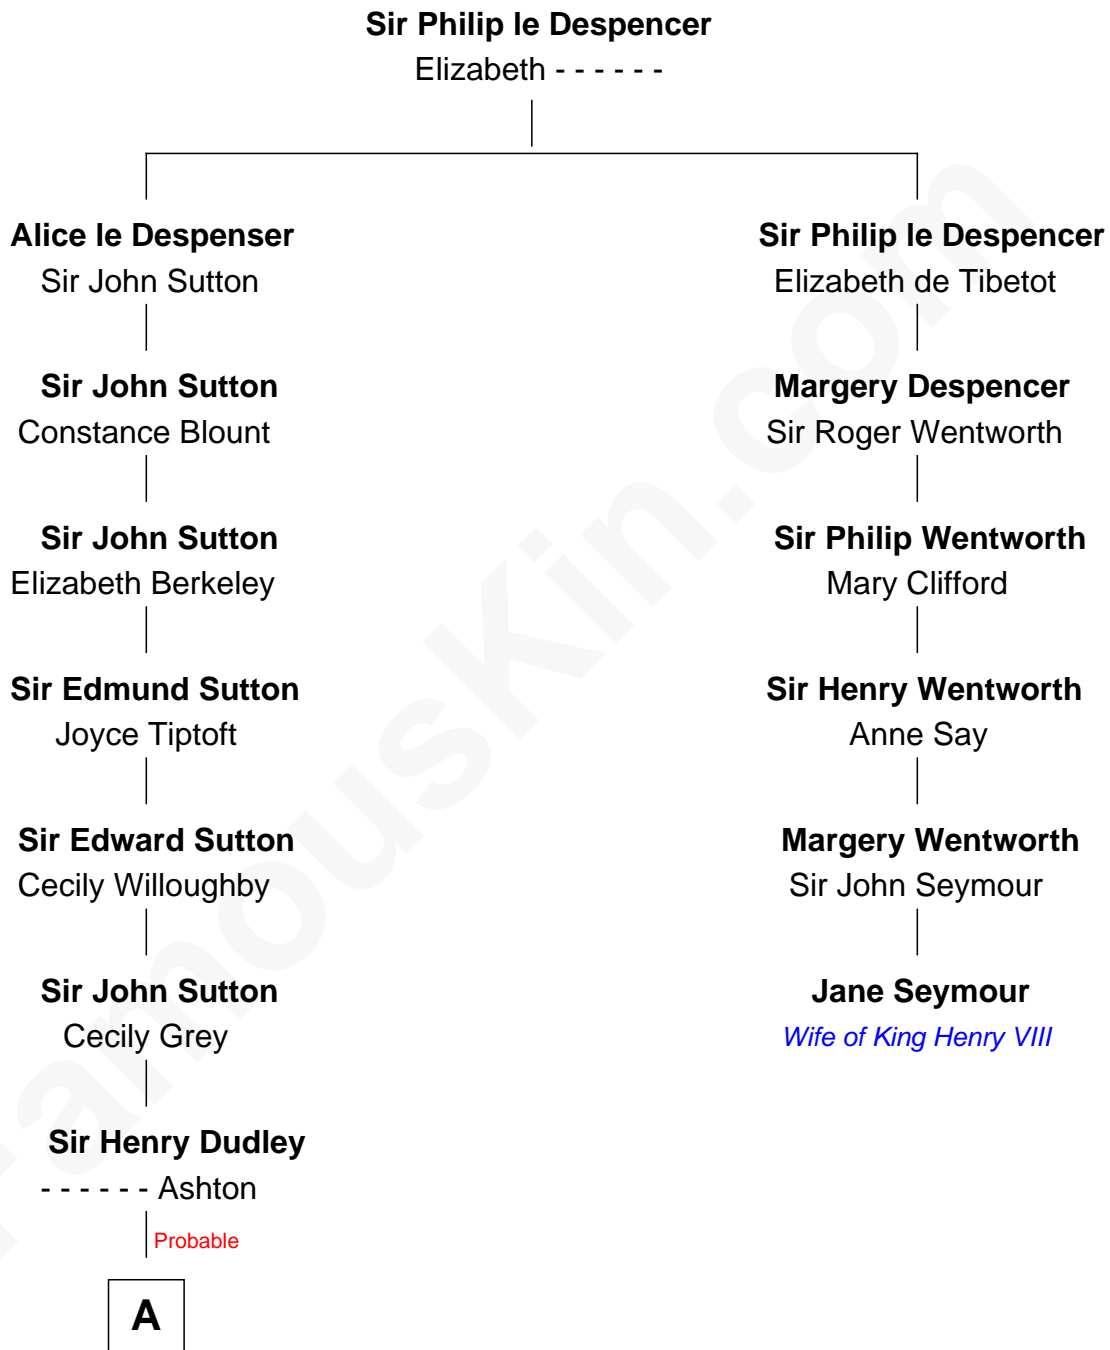 Sir Philip le Despencer
Elizabeth - - - - - -
Alice le Despenser
Sir John Sutton
Sir Philip le Despencer
Elizabeth de Tibetot
Sir John Sutton
Constance Blount
Margery Despencer
Sir Roger Wentworth
Sir John Sutton
Elizabeth Berkeley
Sir Philip Wentworth
Mary Clifford
Sir Edmund Sutton
Joyce Tiptoft
Sir Henry Wentworth
Anne Say
Sir Edward Sutton
Cecily Willoughby
Margery Wentworth
Sir John Seymour
Sir John Sutton
Cecily Grey
Jane Seymour
Wife of King Henry VIII
Sir Henry Dudley
- - - - - - Ashton
Probable
A
FamousKin.com